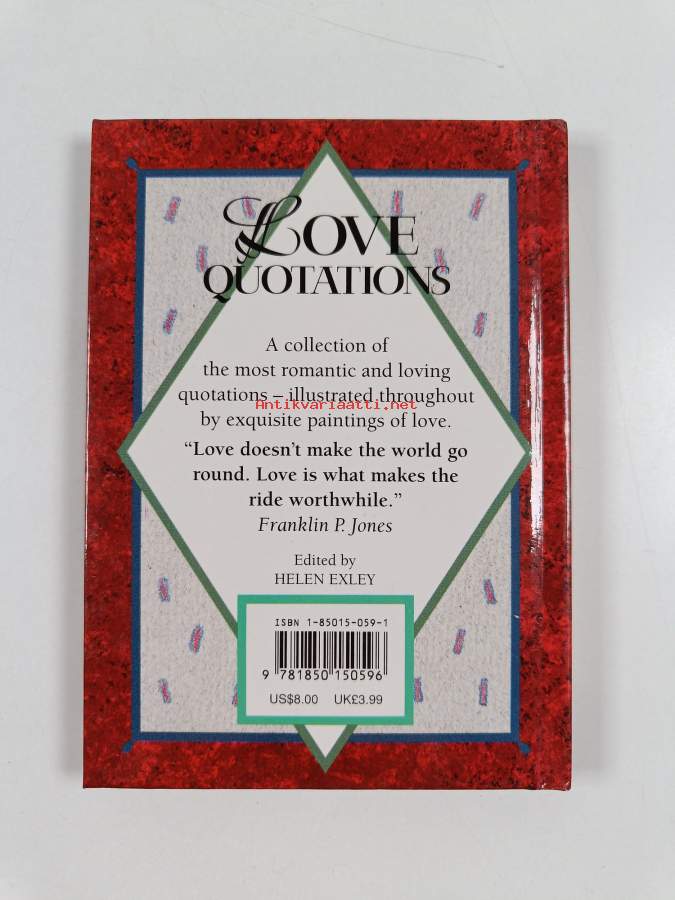 LOVE
QUOTATIONS
A collection of
the most romantic and loving
quotations – illustrated throughout
Antikvariaatti.net
by exquisite paintings of love.
“Love doesn’t make the world go
round. Love is what makes the
ride worthwhile.”
Franklin P. Jones
Edited by
HELEN EXLEY
ISBN 1-85015-059-1
9 781850 150596
US$8.00 UK£3.99